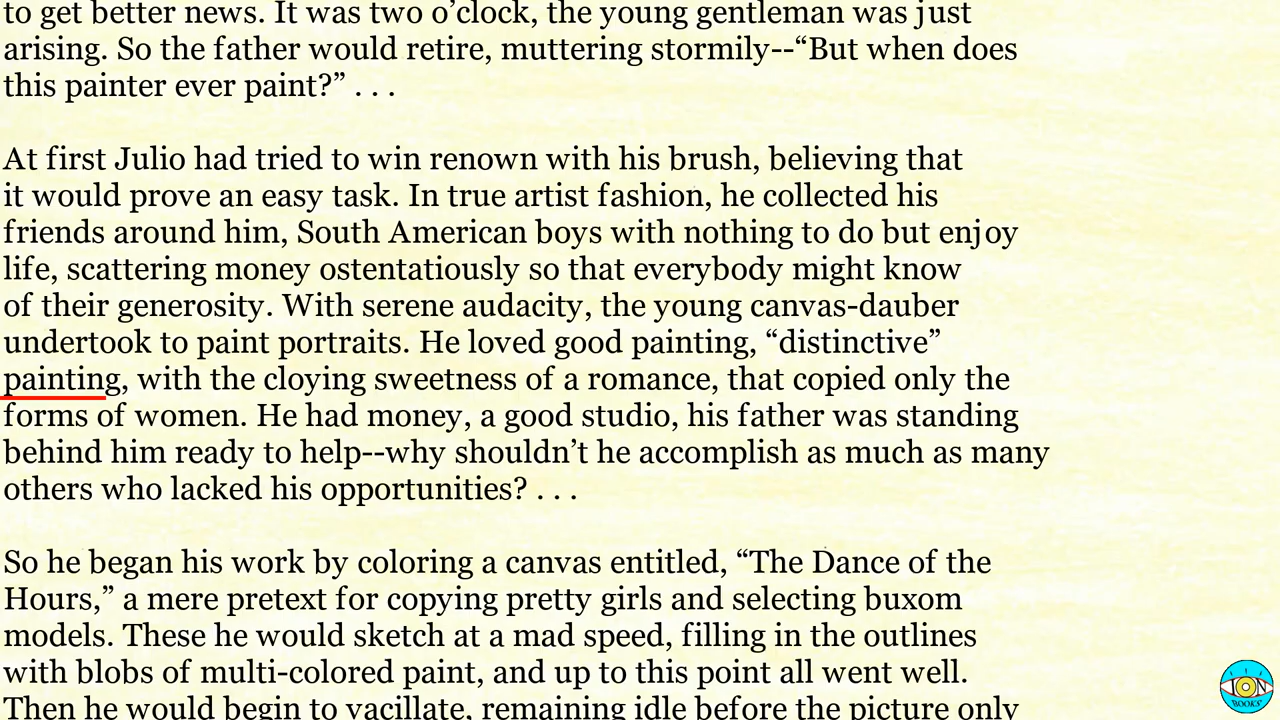 to get better news. It was two o’clock, the young gentleman was just
arising. So the father would retire, muttering stormily--“But when does
this painter ever paint?” . . .
At first Julio had tried to win renown with his brush, believing that
it would prove an easy task. In true artist fashion, he collected his
friends around him, South American boys with nothing to do but enjoy
life, scattering money ostentatiously so that everybody might know
of their generosity. With serene audacity, the young canvas-dauber
undertook to paint portraits. He loved good painting, “distinctive”
painting, with the cloying sweetness of a romance, that copied only the
forms of women. He had money, a good studio, his father was standing
behind him ready to help--why shouldn’t he accomplish as much as many
others who lacked his opportunities? . . .
So he began his work by coloring a canvas entitled, “The Dance of the
Hours,” a mere pretext for copying pretty girls and selecting buxom
models. These he would sketch at a mad speed, filling in the outlines
with blobs of multi-colored paint, and up to this point all went well.
Then he would begin to vacillate, remaining idle before the picture only
ION
BOOKS